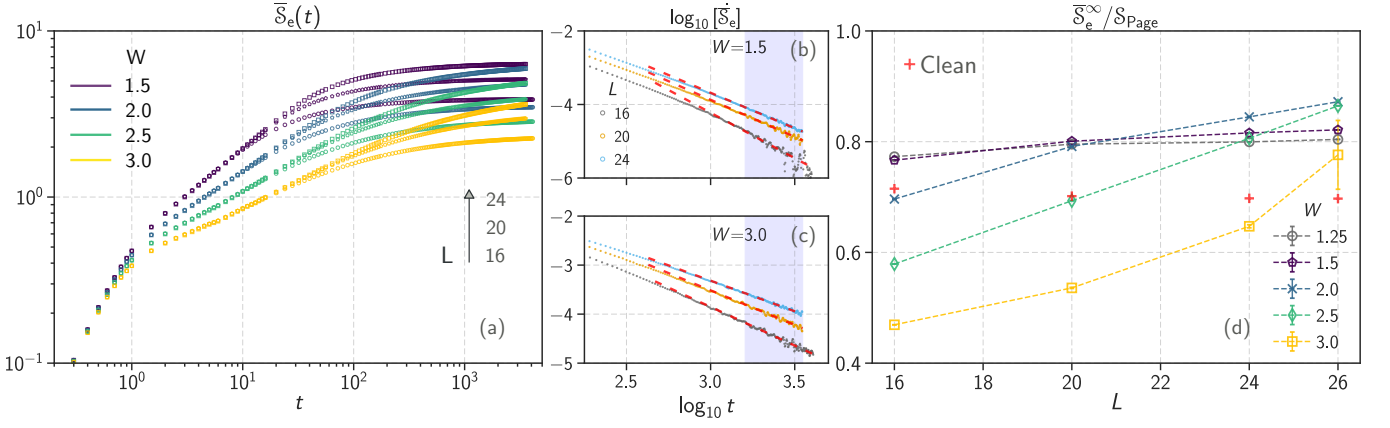 S̅ₑ(t)
10¹
10⁰
10⁻¹
W
1.5
2.0
2.5
3.0
24
20
16
L
(a)
10⁰
10¹
10²
10³
t
log₁₀ [Ṡ̅ₑ]
−2
−4
−6
W=1.5
(b)
L
16
20
24
−2
−3
−4
−5
W=3.0
(c)
2.5
3.0
3.5
log₁₀ t
S̅ₑ^∞/S_Page
1.0
0.8
0.6
0.4
Clean
W
1.25
1.5
2.0
2.5
3.0
(d)
16
18
20
22
24
26
L